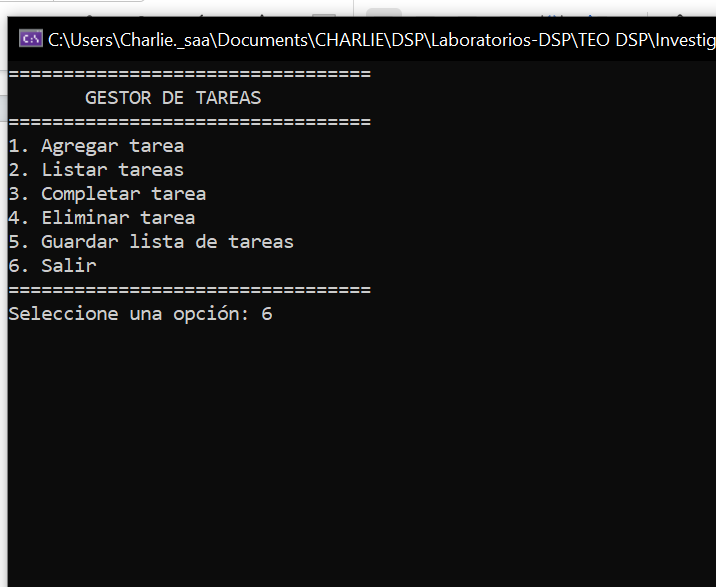 C:\Users\Charlie._saa\Documents\CHARLIE\DSP\Laboratorios-DSP\TEO DSP\Investig
=================================
GESTOR DE TAREAS
=================================
1. Agregar tarea
2. Listar tareas
3. Completar tarea
4. Eliminar tarea
5. Guardar lista de tareas
6. Salir
=================================
Seleccione una opción: 6